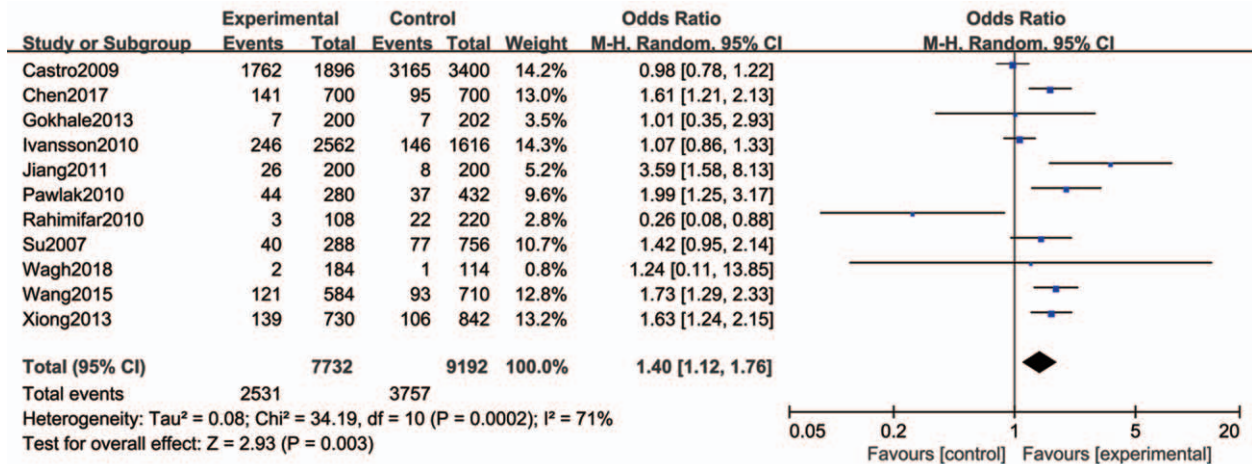 Experimental Control Odds Ratio Odds Ratio
Study or Subgroup Events Total Events Total Weight M-H. Random. 95% CI M-H. Random. 95% CI
Castro2009 1762 1896 3165 3400 14.2% 0.98 [0.78, 1.22]
Chen2017 141 700 95 700 13.0% 1.61 [1.21, 2.13]
Gokhale2013 7 200 7 202 3.5% 1.01 [0.35, 2.93]
Ivansson2010 246 2562 146 1616 14.3% 1.07 [0.86, 1.33]
Jiang2011 26 200 8 200 5.2% 3.59 [1.58, 8.13]
Pawlak2010 44 280 37 432 9.6% 1.99 [1.25, 3.17]
Rahimifar2010 3 108 22 220 2.8% 0.26 [0.08, 0.88]
Su2007 40 288 77 756 10.7% 1.42 [0.95, 2.14]
Wagh2018 2 184 1 114 0.8% 1.24 [0.11, 13.85]
Wang2015 121 584 93 710 12.8% 1.73 [1.29, 2.33]
Xiong2013 139 730 106 842 13.2% 1.63 [1.24, 2.15]
Total (95% CI) 7732 9192 100.0% 1.40 [1.12, 1.76]
Total events 2531 3757
Heterogeneity: Tau² = 0.08; Chi² = 34.19, df = 10 (P = 0.0002); I² = 71%
Test for overall effect: Z = 2.93 (P = 0.003)
0.05 0.2 1 5 20
Favours [control] Favours [experimental]